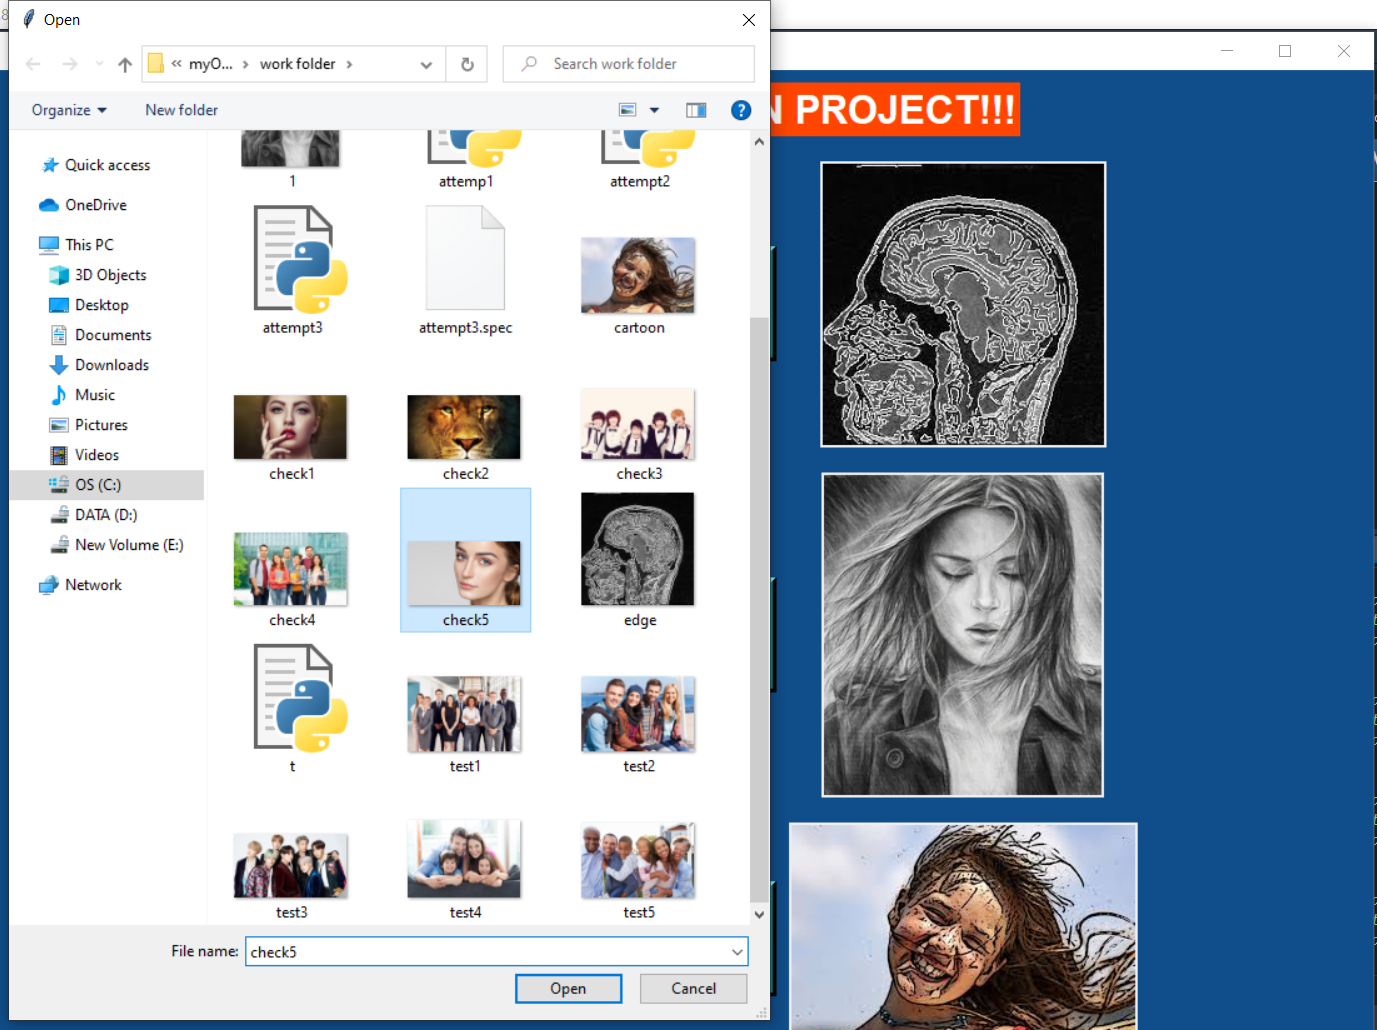 Open
myO...
work folder
Search work folder
Organize
New folder
N PROJECT!!!
Quick access
OneDrive
This PC
3D Objects
Desktop
Documents
Downloads
Music
Pictures
Videos
OS (C:)
DATA (D:)
New Volume (E:)
Network
1
attemp1
attempt2
attempt3
attempt3.spec
cartoon
check1
check2
check3
check4
check5
edge
t
test1
test2
test3
test4
test5
File name:
check5
Open
Cancel